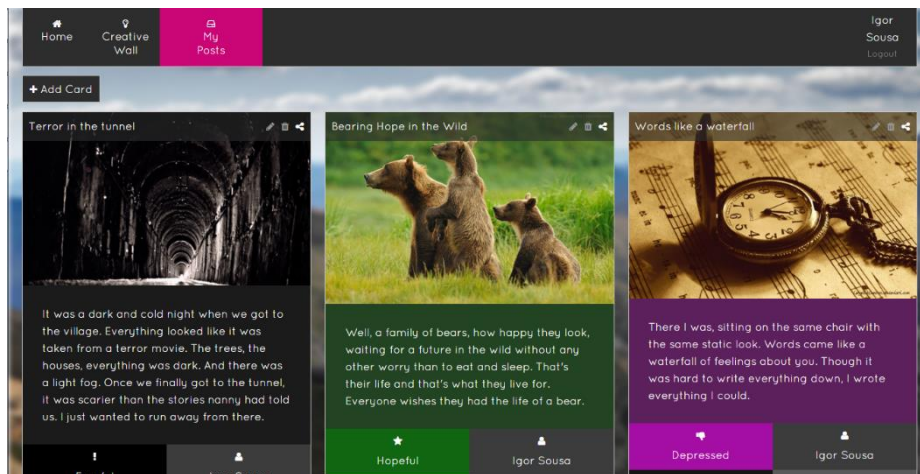 Home
Creative
Wall
My
Posts
Igor
Sousa
Logout
+ Add Card
Terror in the tunnel
It was a dark and cold night when we got to
the village. Everything looked like it was
taken from a terror movie. The trees, the
houses, everything was dark. And there was
a light fog. Once we finally got to the tunnel,
it was scarier than the stories nanny had told
us. I just wanted to run away from there.
Bearing Hope in the Wild
Well, a family of bears, how happy they look,
waiting for a future in the wild without any
other worry than to eat and sleep. That's
their life and that's what they live for.
Everyone wishes they had the life of a bear.
Hopeful
Igor Sousa
Words like a waterfall
There I was, sitting on the same chair with
the same static look. Words came like a
waterfall of feelings about you. Though it
was hard to write everything down, I wrote
everything I could.
Depressed
Igor Sousa